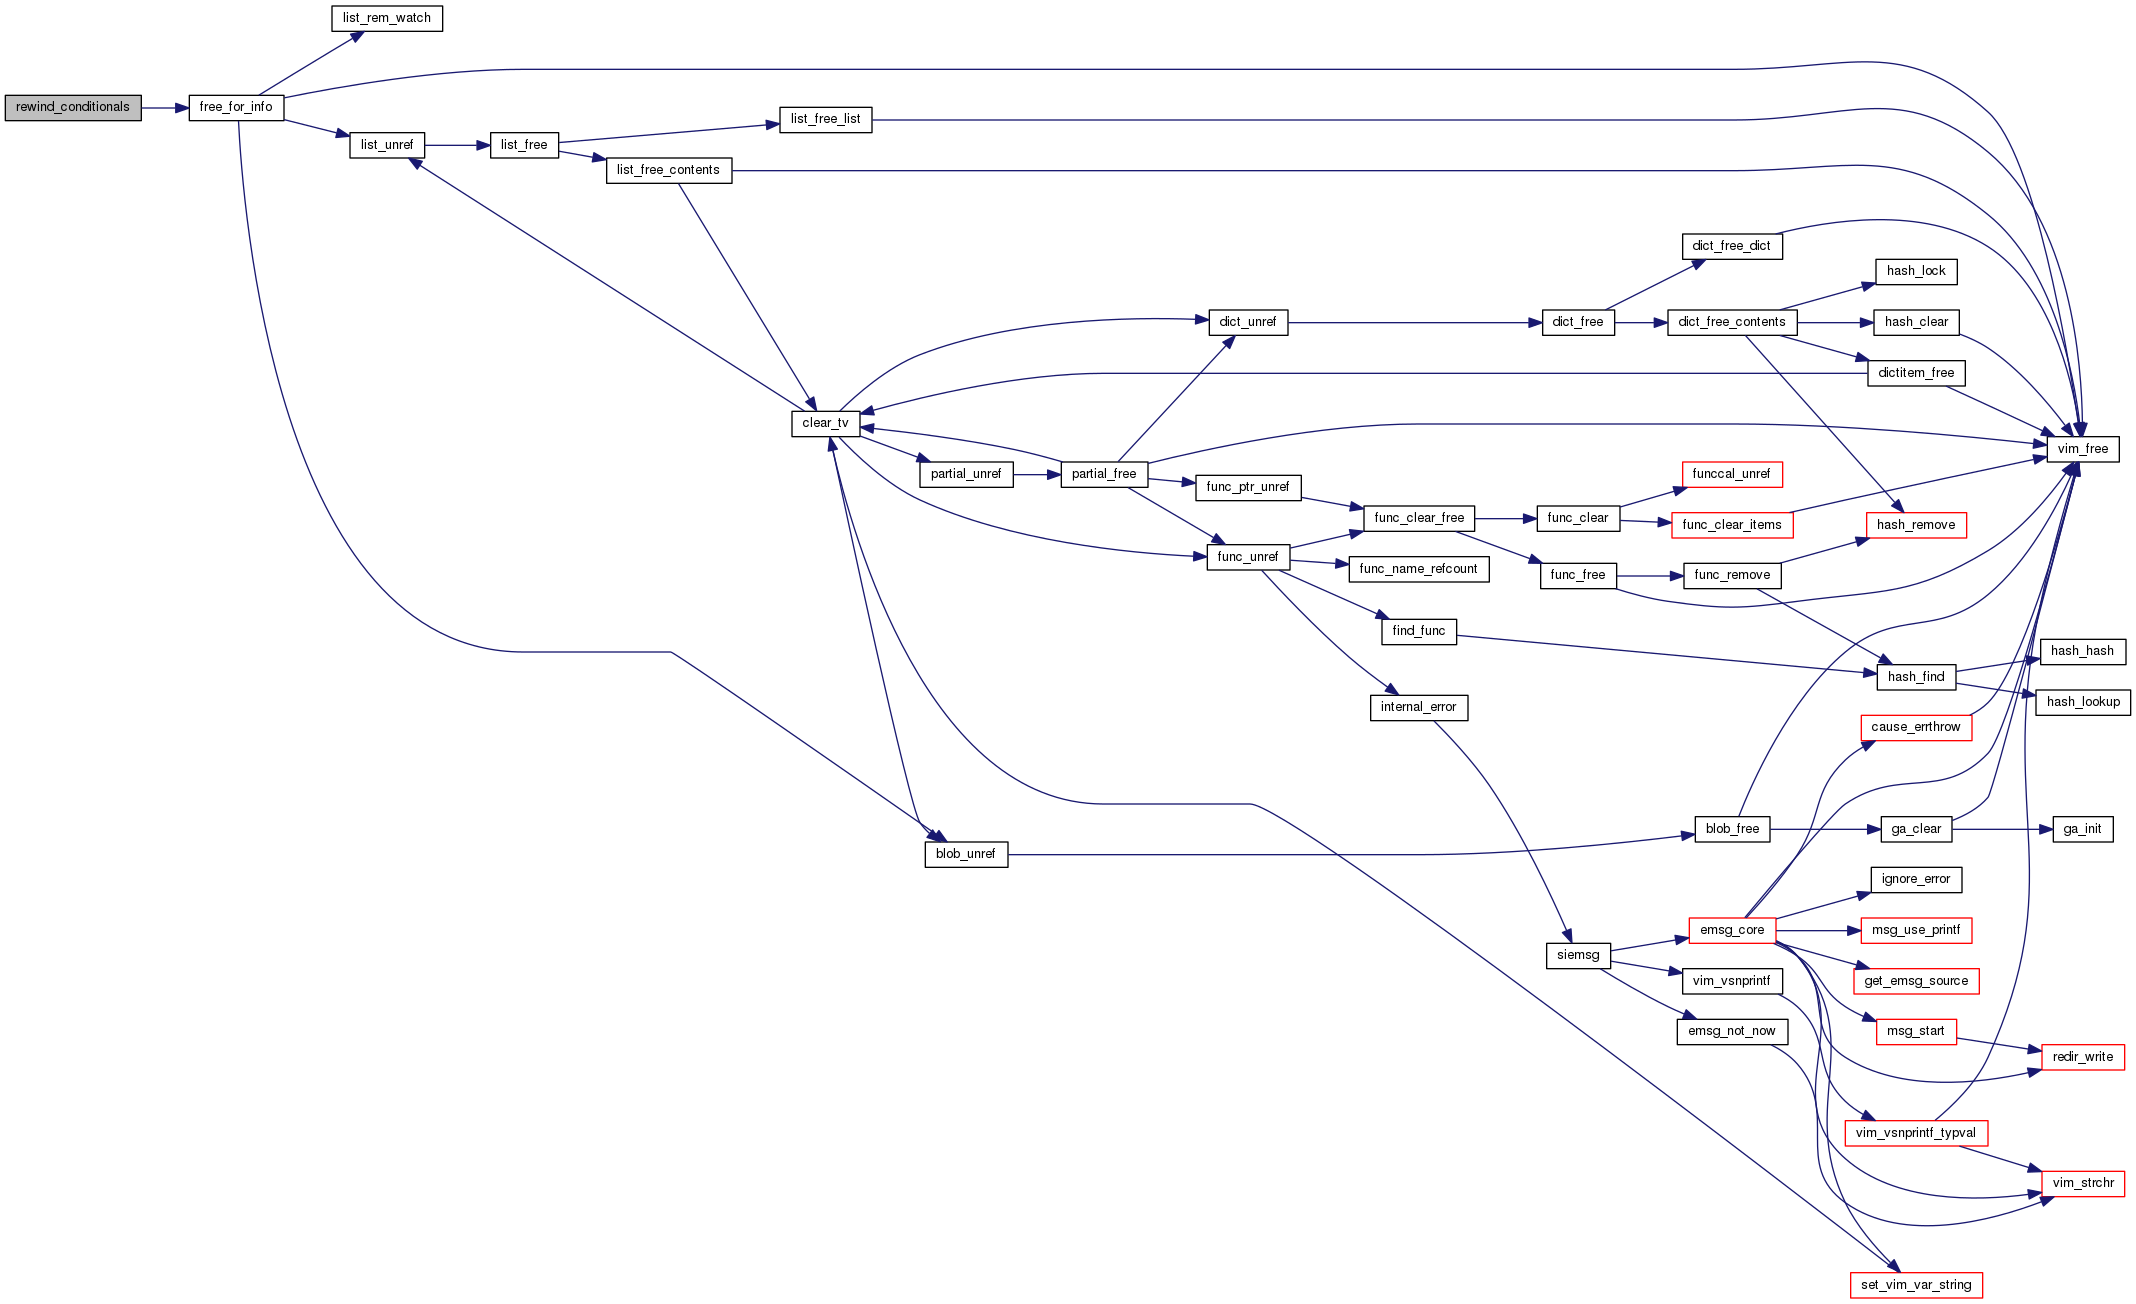 list_rem_watch
rewind_conditionals
free_for_info
list_unref
list_free
list_free_list
list_free_contents
dict_free_dict
hash_lock
dict_unref
dict_free
dict_free_contents
hash_clear
dictitem_free
clear_tv
vim_free
partial_unref
partial_free
func_ptr_unref
funccal_unref
func_clear_free
func_clear
func_clear_items
hash_remove
func_unref
func_name_refcount
func_free
func_remove
find_func
hash_find
hash_hash
hash_lookup
internal_error
cause_errthrow
blob_unref
blob_free
ga_clear
ga_init
ignore_error
emsg_core
msg_use_printf
siemsg
vim_vsnprintf
get_emsg_source
emsg_not_now
msg_start
redir_write
vim_vsnprintf_typval
vim_strchr
set_vim_var_string